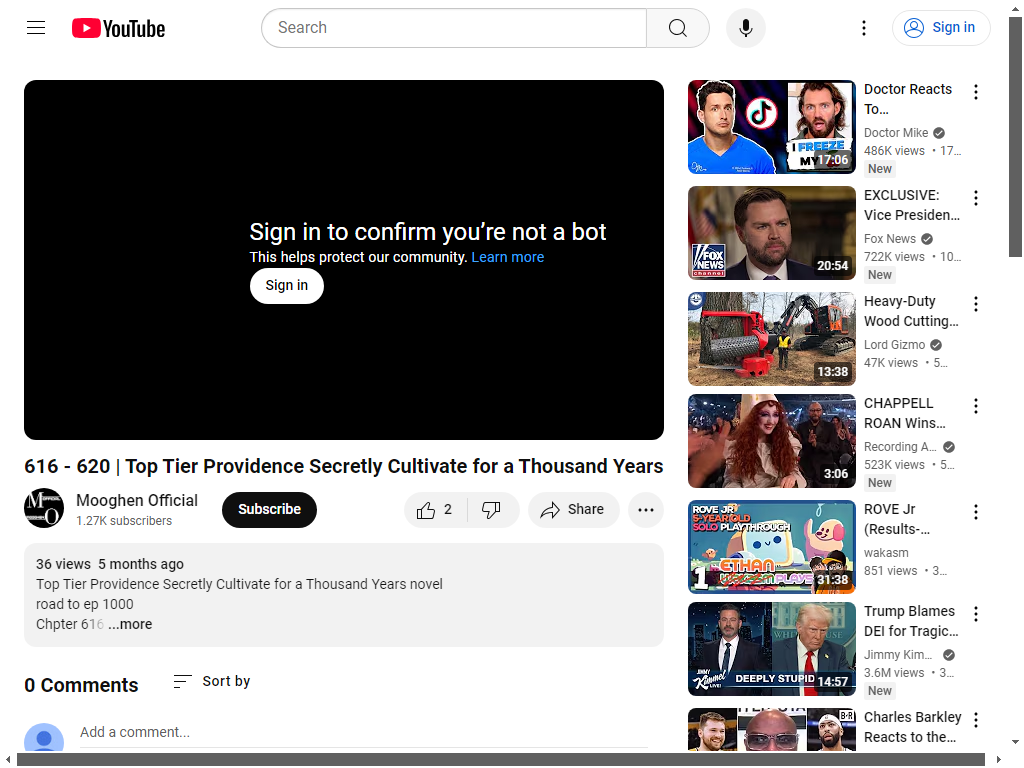 YouTube
Search
Sign in
Sign in to confirm you’re not a bot
This helps protect our community. Learn more
Sign in
616 - 620 | Top Tier Providence Secretly Cultivate for a Thousand Years
Mooghen Official
1.27K subscribers
Subscribe
2
Share
36 views 5 months ago
Top Tier Providence Secretly Cultivate for a Thousand Years novel
road to ep 1000
Chpter 616 ...more
0 Comments
Sort by
Add a comment...
I FREEZE
MY
17:06
Doctor Reacts
To…
Doctor Mike
486K views • 17…
New
FOX
NEWS
channel
20:54
EXCLUSIVE:
Vice Presiden…
Fox News
722K views • 10…
New
13:38
Heavy-Duty
Wood Cutting…
Lord Gizmo
47K views • 5…
3:06
CHAPPELL
ROAN Wins…
Recording A…
523K views • 5…
New
ROVE JR
5-YEAR OLD
SOLO PLAYTHROUGH
1
ETHAN
PLAYS
31:38
ROVE Jr
(Results-…
wakasm
851 views • 3…
JIMMY
Kimmel
LIVE!
DEEPLY STUPID
14:57
Trump Blames
DEI for Tragic…
Jimmy Kim…
3.6M views • 3…
New
B·R
Charles Barkley
Reacts to the…